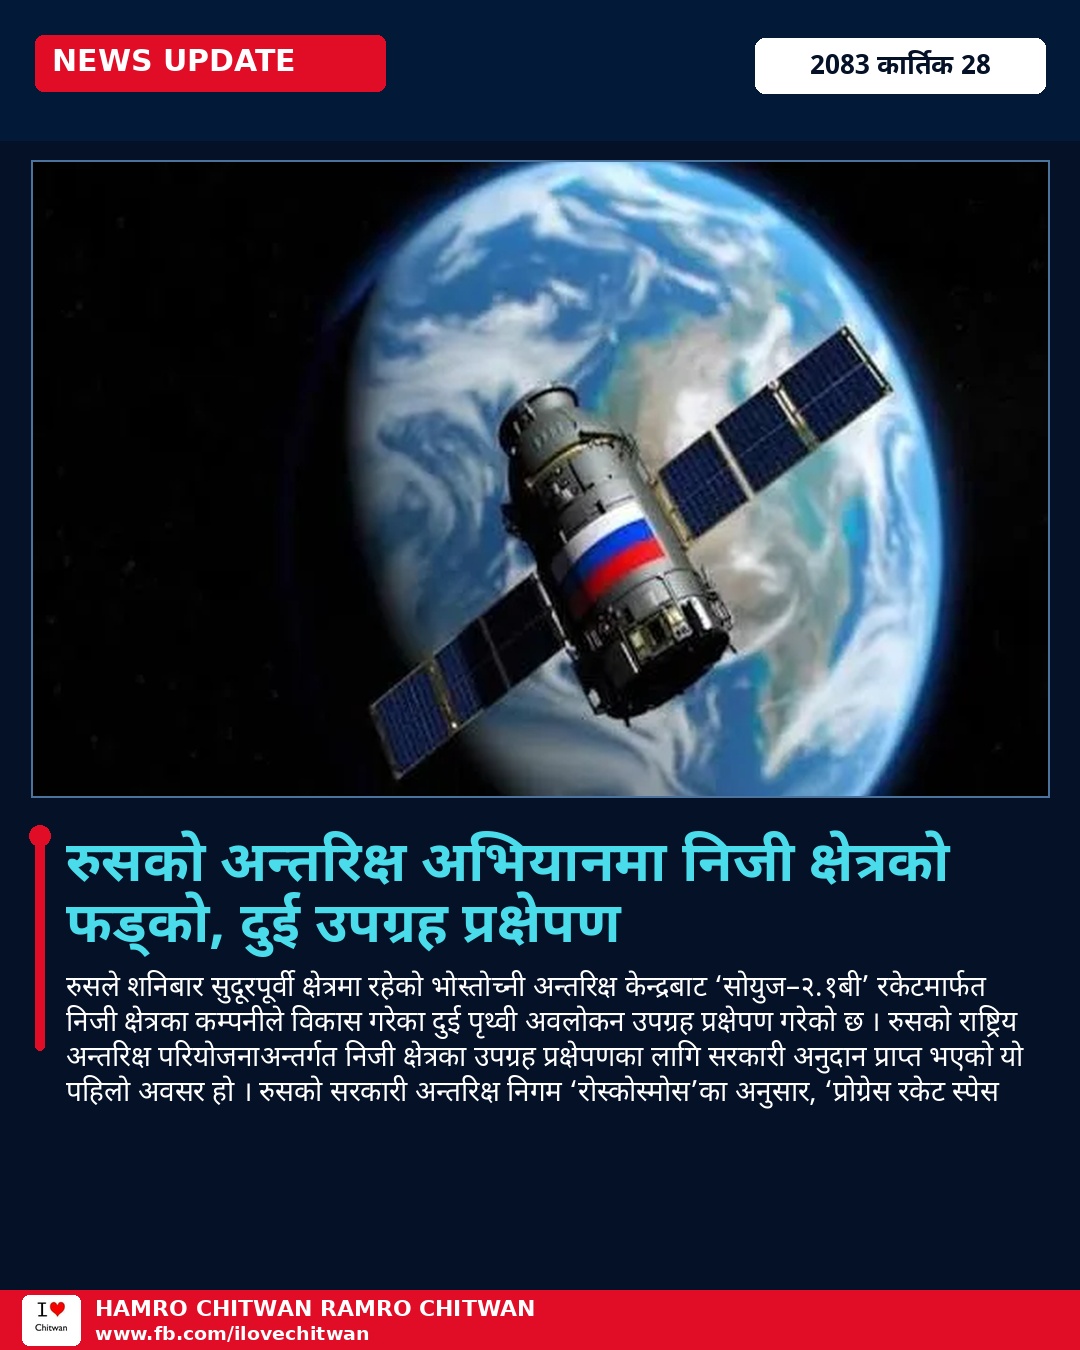 NEWS UPDATE
2083 कार्तिक 28
रुसको अन्तरिक्ष अभियानमा निजी क्षेत्रको
फड्को, दुई उपग्रह प्रक्षेपण
रुसले शनिबार सुदूरपूर्वी क्षेत्रमा रहेको भोस्तोच्नी अन्तरिक्ष केन्द्रबाट ‘सोयुज–२.१बी’ रकेटमार्फत
निजी क्षेत्रका कम्पनीले विकास गरेका दुई पृथ्वी अवलोकन उपग्रह प्रक्षेपण गरेको छ । रुसको राष्ट्रिय
अन्तरिक्ष परियोजनाअन्तर्गत निजी क्षेत्रका उपग्रह प्रक्षेपणका लागि सरकारी अनुदान प्राप्त भएको यो
पहिलो अवसर हो । रुसको सरकारी अन्तरिक्ष निगम ‘रोस्कोस्मोस’का अनुसार, ‘प्रोग्रेस रकेट स्पेस
I ♥
Chitwan
HAMRO CHITWAN RAMRO CHITWAN
www.fb.com/ilovechitwan